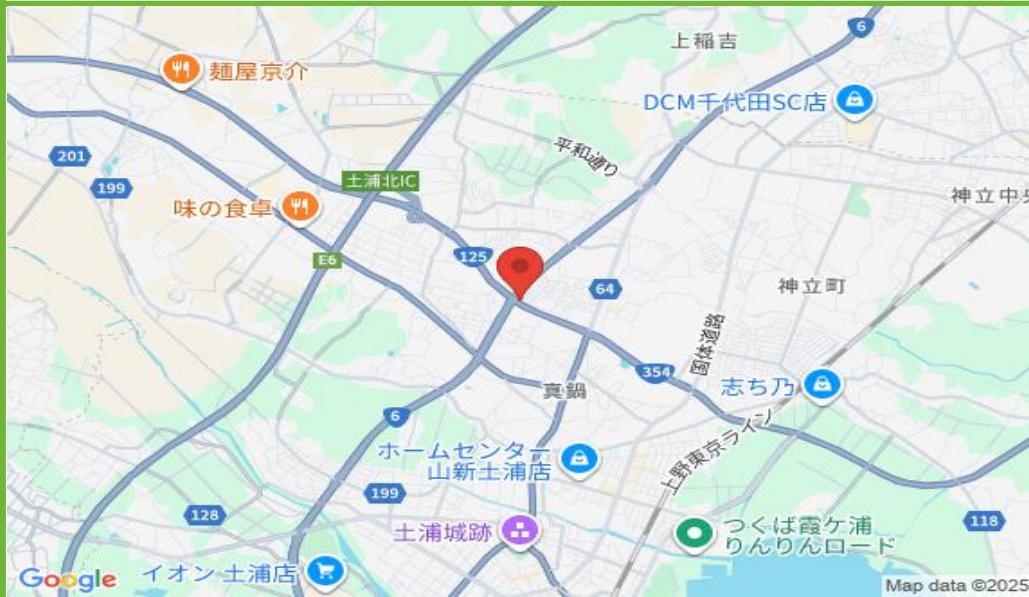 6
上稲吉
麺屋京介
DCM千代田SC店
平和通り
201
199
土浦北IC
味の食卓
神立中央
125
E6
64
神立町
国体道路
354
真鍋
志ち乃
6
上野東京ライン
ホームセンター
山新土浦店
199
128
118
土浦城跡
つくば霞ケ浦
りんりんロード
イオン 土浦店
Google
Map data ©2025